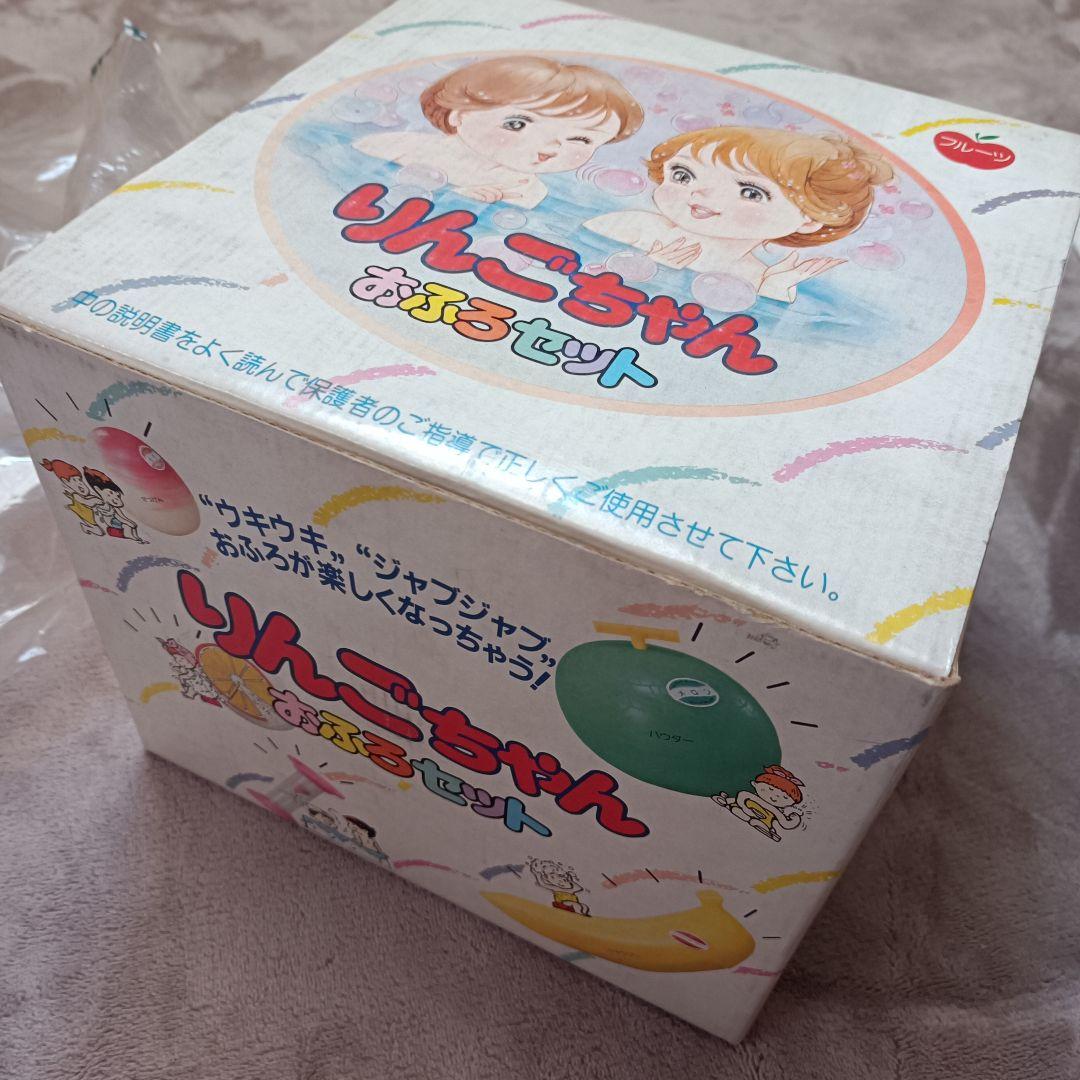 フルーツ
りんごちゃん
おふろセット
中の説明書をよく読んで保護者のご指導で正しくご使用させて下さい。
“ウキウキ”“ジャブジャブ”
おふろが楽しくなっちゃう!
りんごちゃん
おふろセット
せっけん
メロン
パウダー